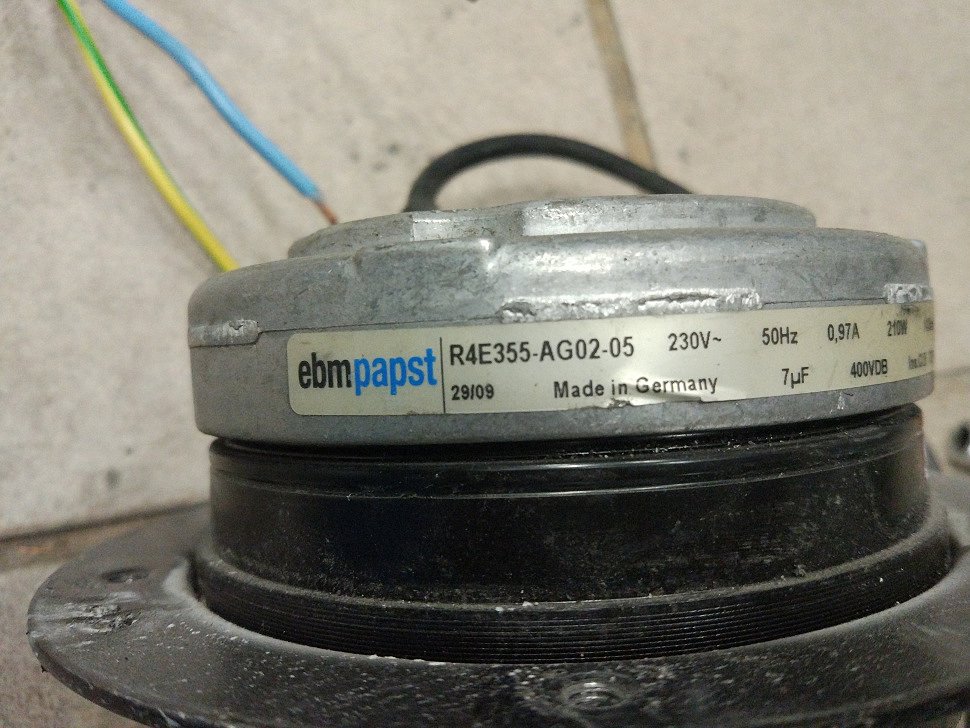 ebmpapst
R4E355-AG02-05 230V~ 50Hz 0,97A 210W
29/09 Made in Germany 7µF 400VDB